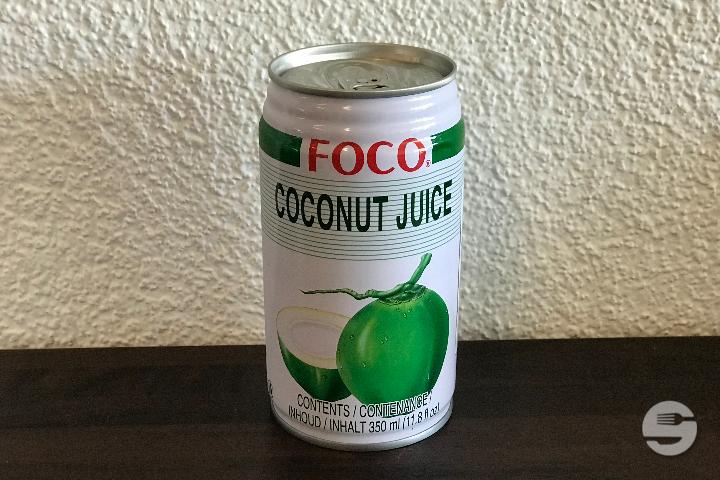 FOCO®
COCONUT JUICE
CONTENTS / CONTENANCE /
INHOUD / INHALT 350 ml /(11.8 fl oz)